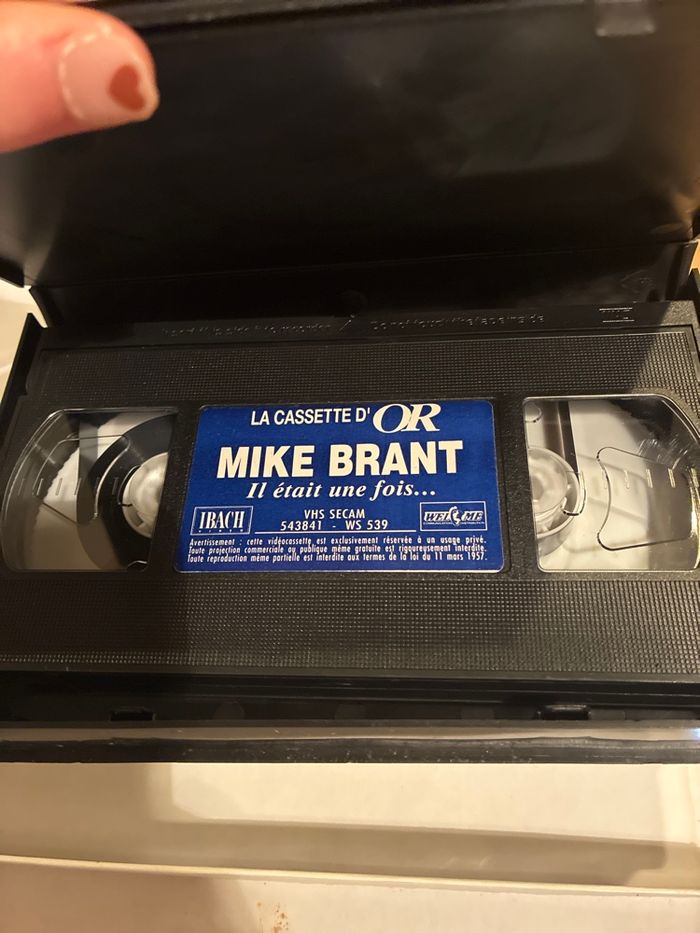 LA CASSETTE D'OR
MIKE BRANT
Il était une fois...
IBACH
VHS SECAM
543841 - WS 539
Avertissement : cette vidéocassette est exclusivement réservée à un usage privé.
Toute projection commerciale ou publique même gratuite est rigoureusement interdite.
Toute reproduction même partielle est interdite aux termes de la loi du 11 mars 1957.